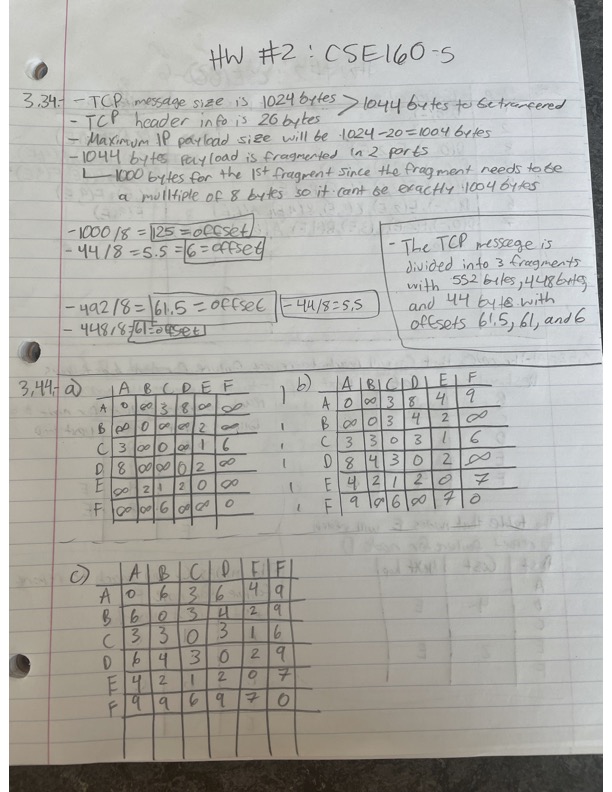 HW #2: CSE160-S
3.34- - TCP message size is 1024 bytes > 1044 bytes to be tranfered
- TCP header info is 20 bytes
- Maximum IP payload size will be 1024-20=1004 bytes
- 1044 bytes payload is fragmented in 2 parts
1000 bytes for the 1st fragrent since the fragment needs to be
a multiple of 8 bytes so it cant be exactly 1004 bytes
- 1000/8 = 125 = offset
- 44/8 = 5.5 = 6 = offset
- 492/8 = 61.5 = offset - 44/8 = 5.5
- 448/8 = 61 = offset
- The TCP message is
divided into 3 fragments
with 552 bytes, 448 bytes,
and 44 byte with
offsets 61.5, 61, and 6
3.44- a)
A B C D E F
A 0 ∞ 3 8 ∞ ∞
B ∞ 0 ∞ ∞ 2 ∞
C 3 ∞ 0 ∞ 1 6
D 8 ∞ ∞ 0 2 ∞
E ∞ 2 1 2 0 ∞
F ∞ ∞ 6 ∞ ∞ 0
b)
A B C D E F
A 0 ∞ 3 8 4 9
B ∞ 0 3 4 2 ∞
C 3 3 0 3 1 6
D 8 4 3 0 2 ∞
E 4 2 1 2 0 7
F 9 ∞ 6 ∞ 7 0
c)
A B C D E F
A 0 6 3 6 4 9
B 6 0 3 4 2 9
C 3 3 0 3 1 6
D 6 4 3 0 2 9
E 4 2 1 2 0 7
F 9 9 6 9 7 0